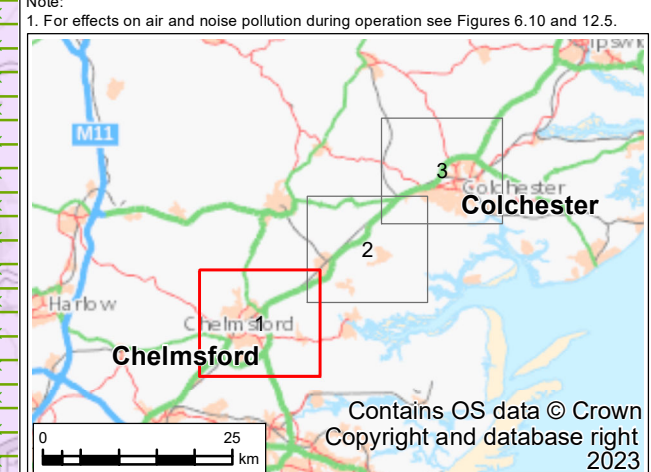 Note:
1. For effects on air and noise pollution during operation see Figures 6.10 and 12.5.
M11
3
Colchester
Colchester
2
Harlow
Chelmsford
1
Chelmsford
Contains OS data © Crown
Copyright and database right
2023
0 25
km